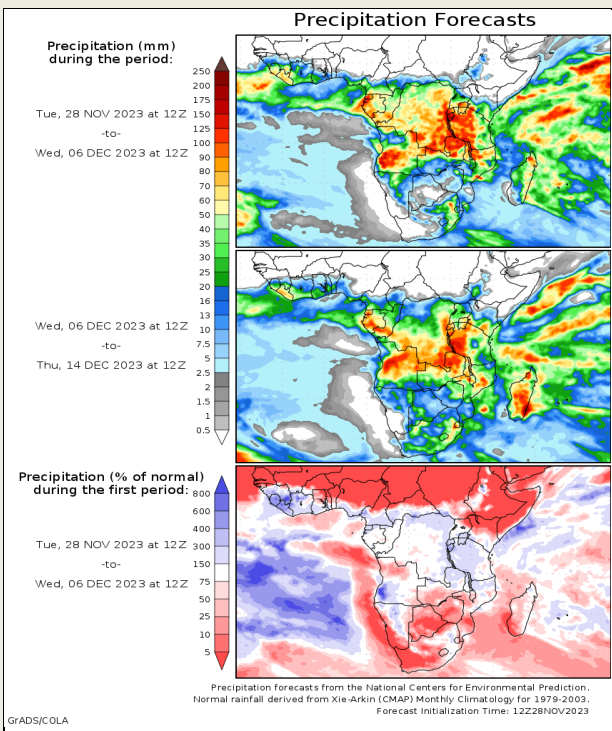 Precipitation Forecasts
Precipitation (mm)
during the period:
Tue, 28 NOV 2023 at 12Z
-to-
Wed, 06 DEC 2023 at 12Z
250
200
175
150
125
100
90
80
70
60
50
40
35
30
25
20
16
13
10
7.5
5
2.5
2
1.5
1
0.5
Wed, 06 DEC 2023 at 12Z
-to-
Thu, 14 DEC 2023 at 12Z
Precipitation (% of normal)
during the first period:
Tue, 28 NOV 2023 at 12Z
-to-
Wed, 06 DEC 2023 at 12Z
800
600
400
300
150
75
50
25
10
5
Precipitation forecasts from the National Centers for Environmental Prediction.
Normal rainfall derived from Xie-Arkin (CMAP) Monthly Climatology for 1979-2003.
Forecast Initialization Time: 12Z28NOV2023
GrADS/COLA